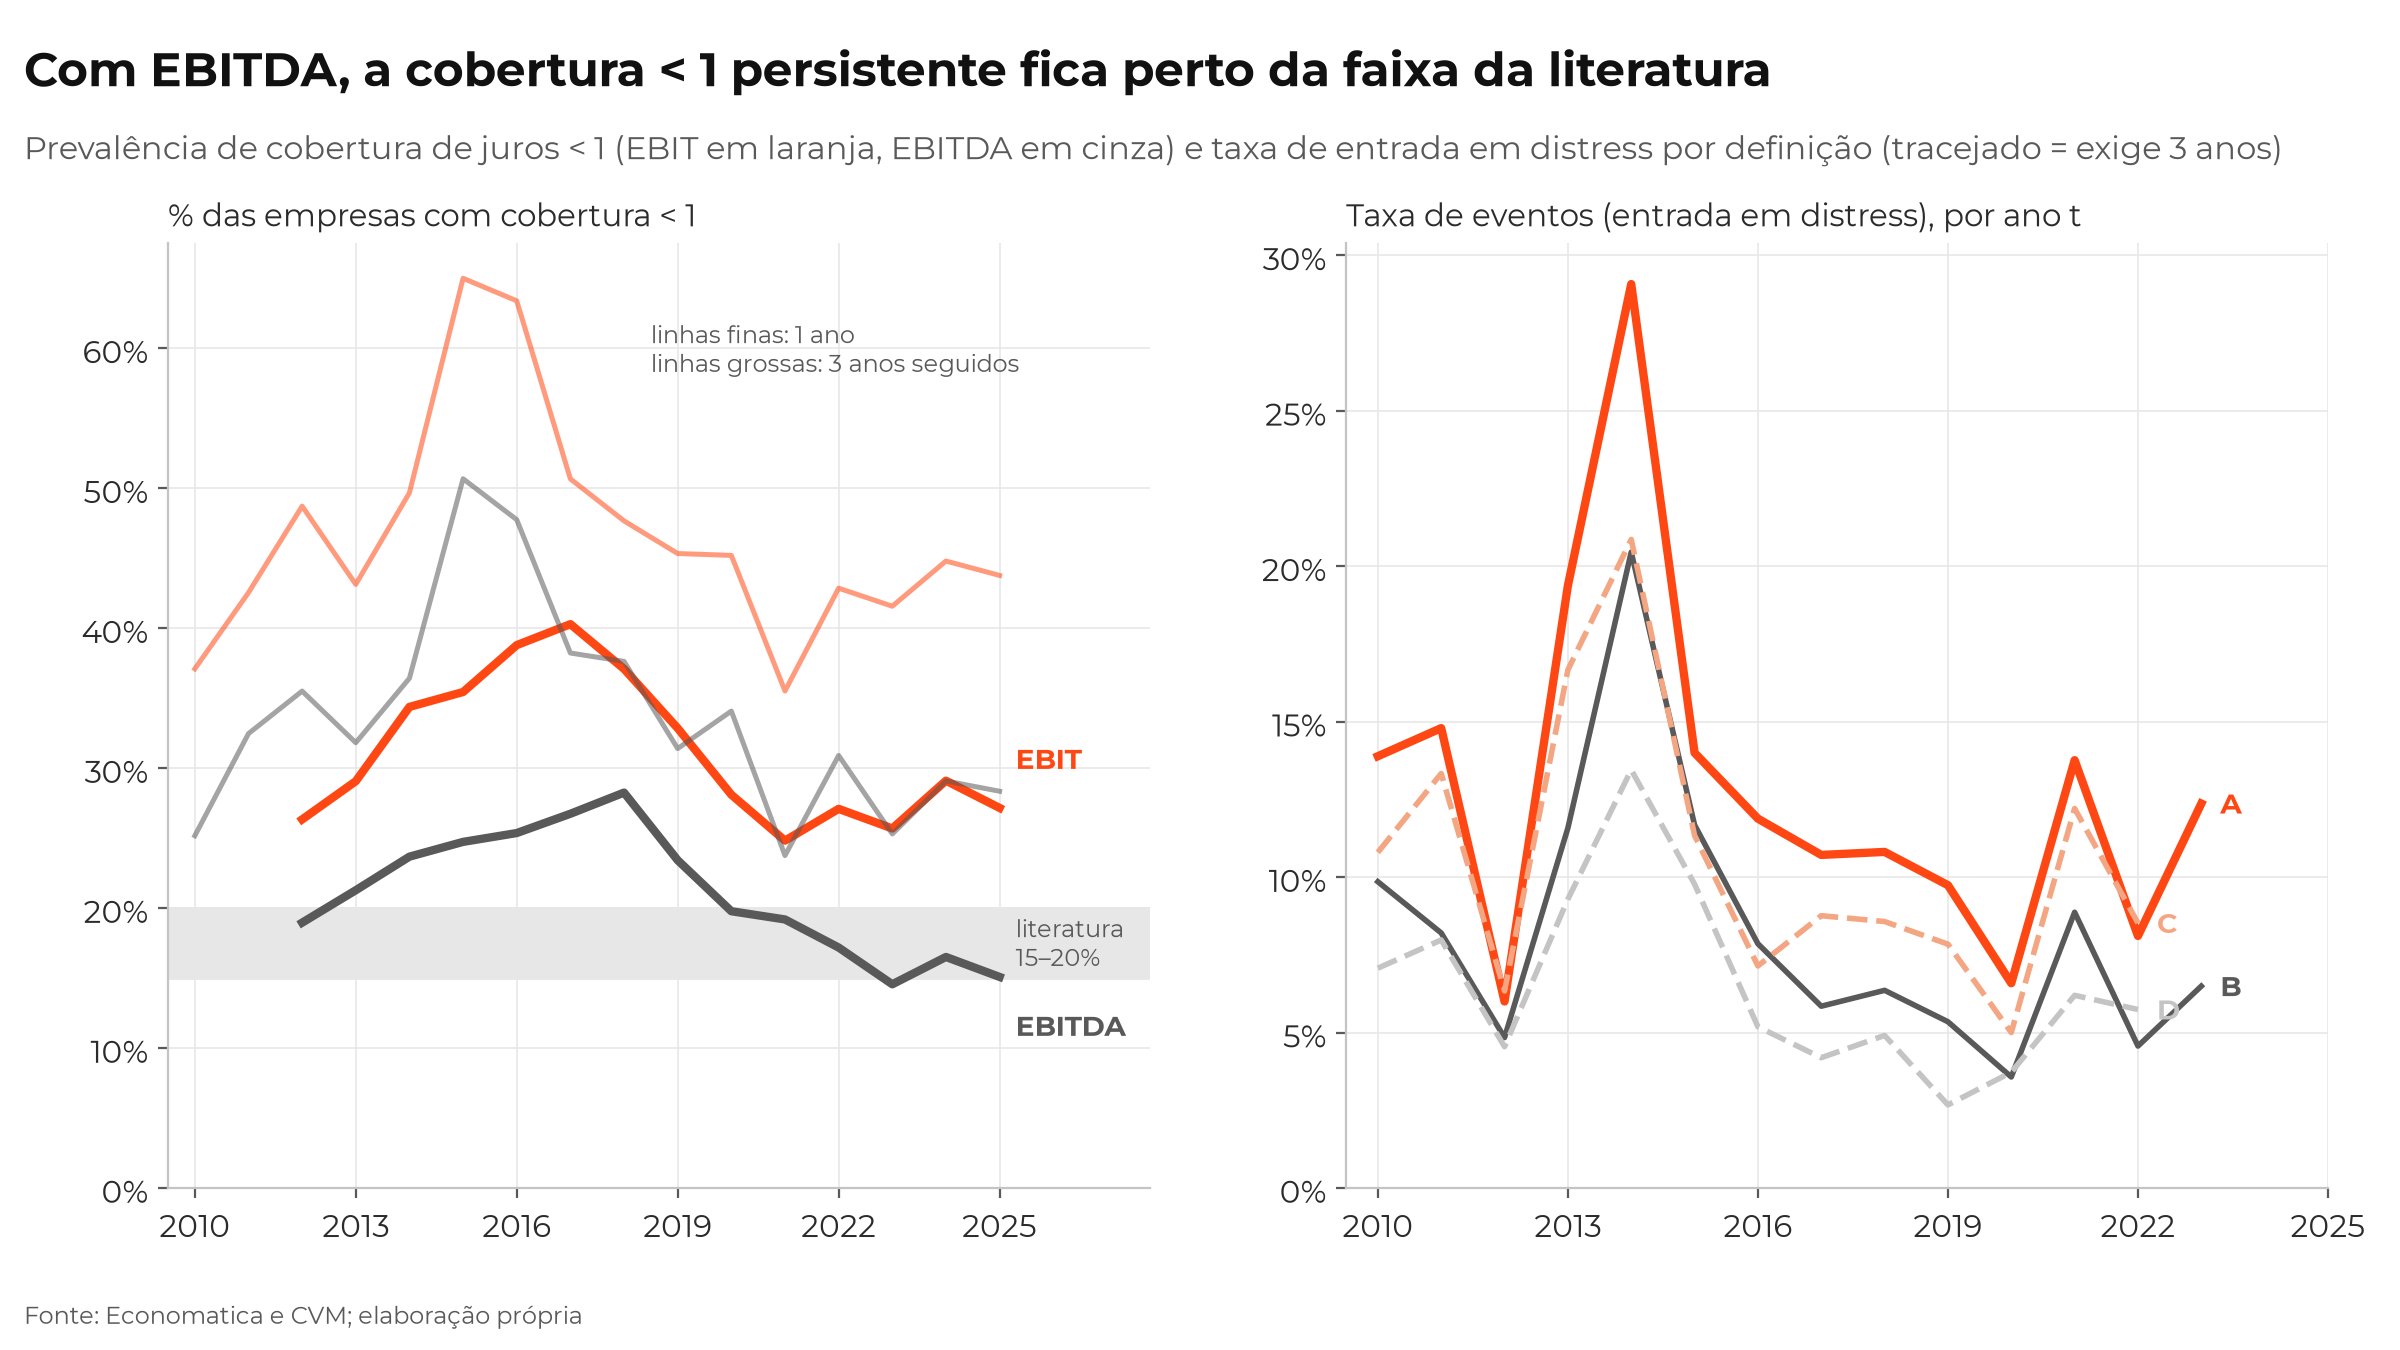 Com EBITDA, a cobertura < 1 persistente fica perto da faixa da literatura
Prevalência de cobertura de juros < 1 (EBIT em laranja, EBITDA em cinza) e taxa de entrada em distress por definição (tracejado = exige 3 anos)
% das empresas com cobertura < 1
60%
50%
40%
30%
20%
10%
0%
2010 2013 2016 2019 2022 2025
linhas finas: 1 ano
linhas grossas: 3 anos seguidos
EBIT
literatura
15–20%
EBITDA
Taxa de eventos (entrada em distress), por ano t
30%
25%
20%
15%
10%
5%
0%
2010 2013 2016 2019 2022 2025
A
C
B
D
Fonte: Economatica e CVM; elaboração própria